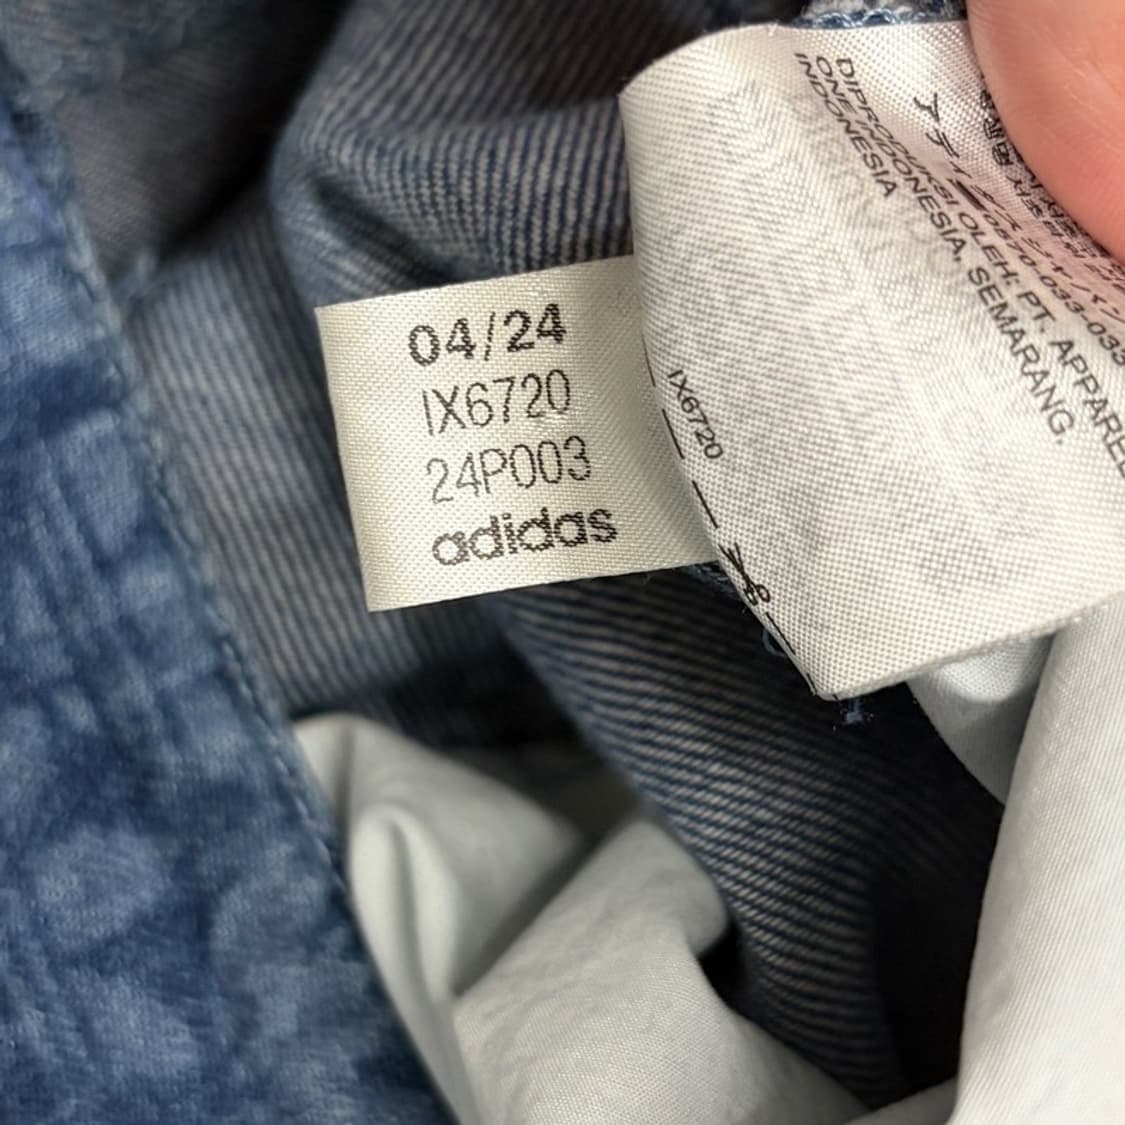 04/24
IX6720
24P003
adidas
IX6720
DIPRODUKSI OLEH: PT. APPAREL
ONE INDONESIA, SEMARANG,
INDONESIA